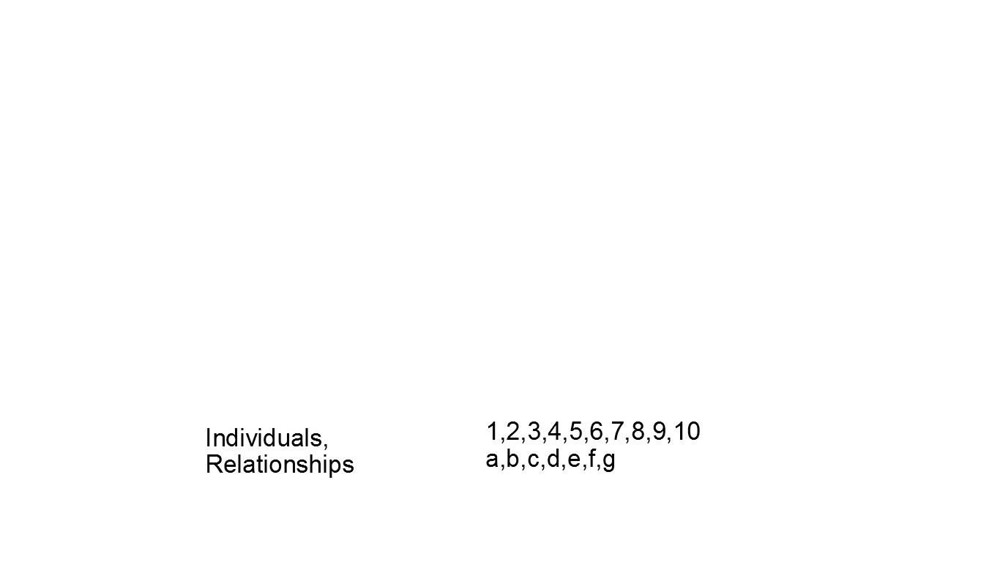 Individuals,
Relationships
1,2,3,4,5,6,7,8,9,10
a,b,c,d,e,f,g